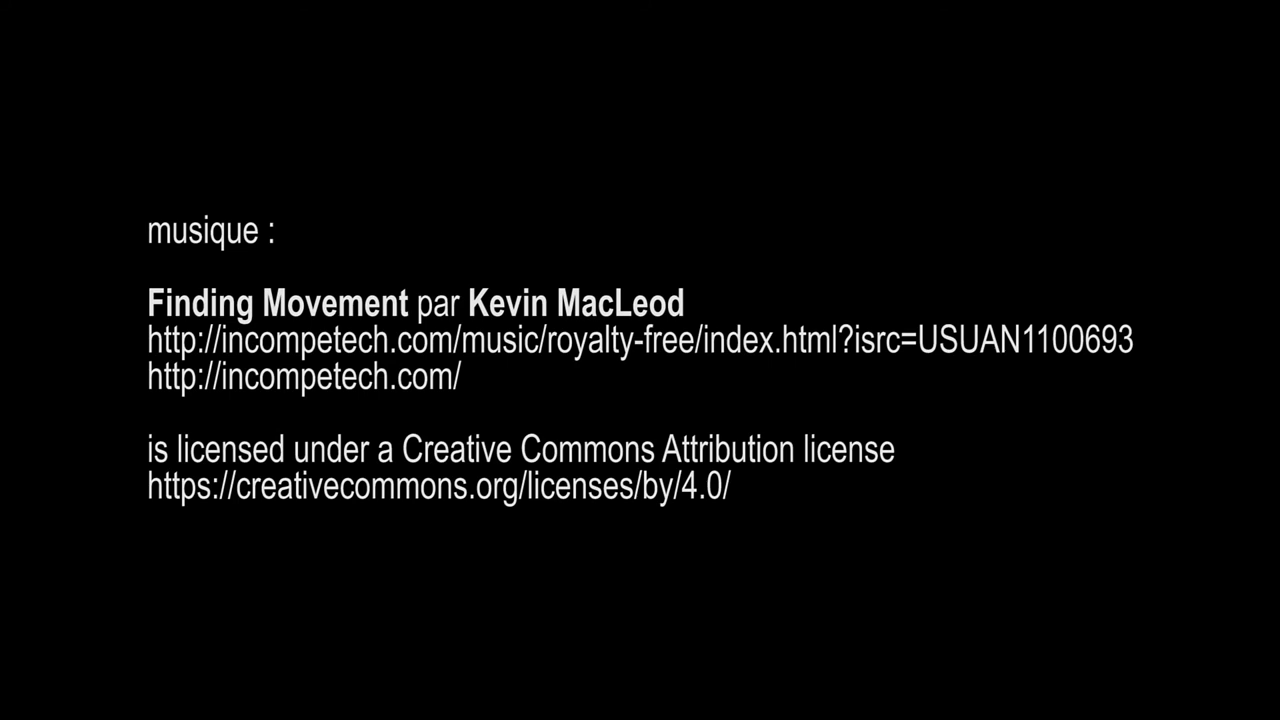 musique :
Finding Movement par Kevin MacLeod
http://incompetech.com/music/royalty-free/index.html?isrc=USUAN1100693
http://incompetech.com/
is licensed under a Creative Commons Attribution license
https://creativecommons.org/licenses/by/4.0/